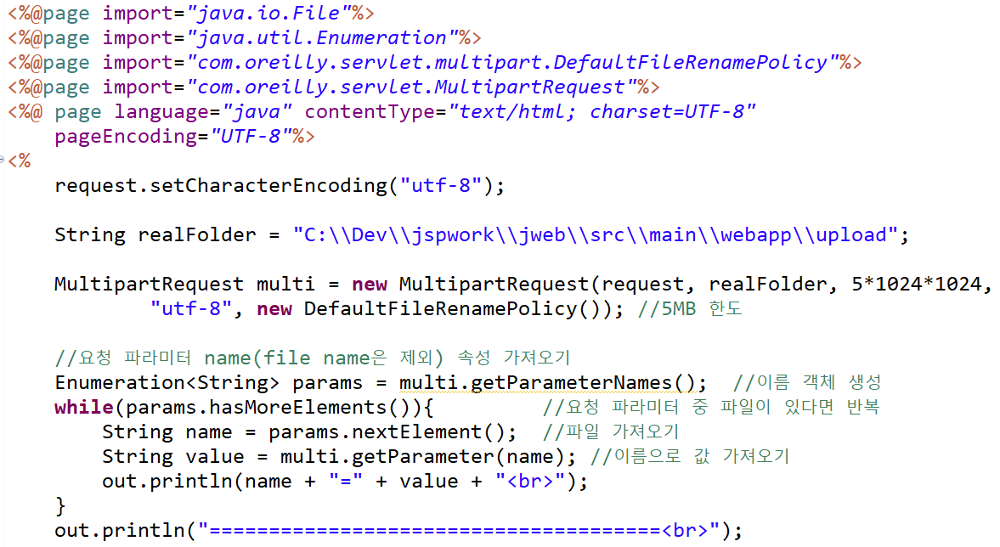 <%@page import="java.io.File"%>
<%@page import="java.util.Enumeration"%>
<%@page import="com.oreilly.servlet.multipart.DefaultFileRenamePolicy"%>
<%@page import="com.oreilly.servlet.MultipartRequest"%>
<%@ page language="java" contentType="text/html; charset=UTF-8"
    pageEncoding="UTF-8"%>
<%
    request.setCharacterEncoding("utf-8");
    String realFolder = "C:\\Dev\\jspwork\\jweb\\src\\main\\webapp\\upload";
    MultipartRequest multi = new MultipartRequest(request, realFolder, 5*1024*1024,
            "utf-8", new DefaultFileRenamePolicy()); //5MB 한도
    //요청 파라미터 name(file name은 제외) 속성 가져오기
    Enumeration<String> params = multi.getParameterNames();  //이름 객체 생성
    while(params.hasMoreElements()){         //요청 파라미터 중 파일이 있다면 반복
        String name = params.nextElement();  //파일 가져오기
        String value = multi.getParameter(name); //이름으로 값 가져오기
        out.println(name + "=" + value + "<br>");
    }
    out.println("======================================<br>");